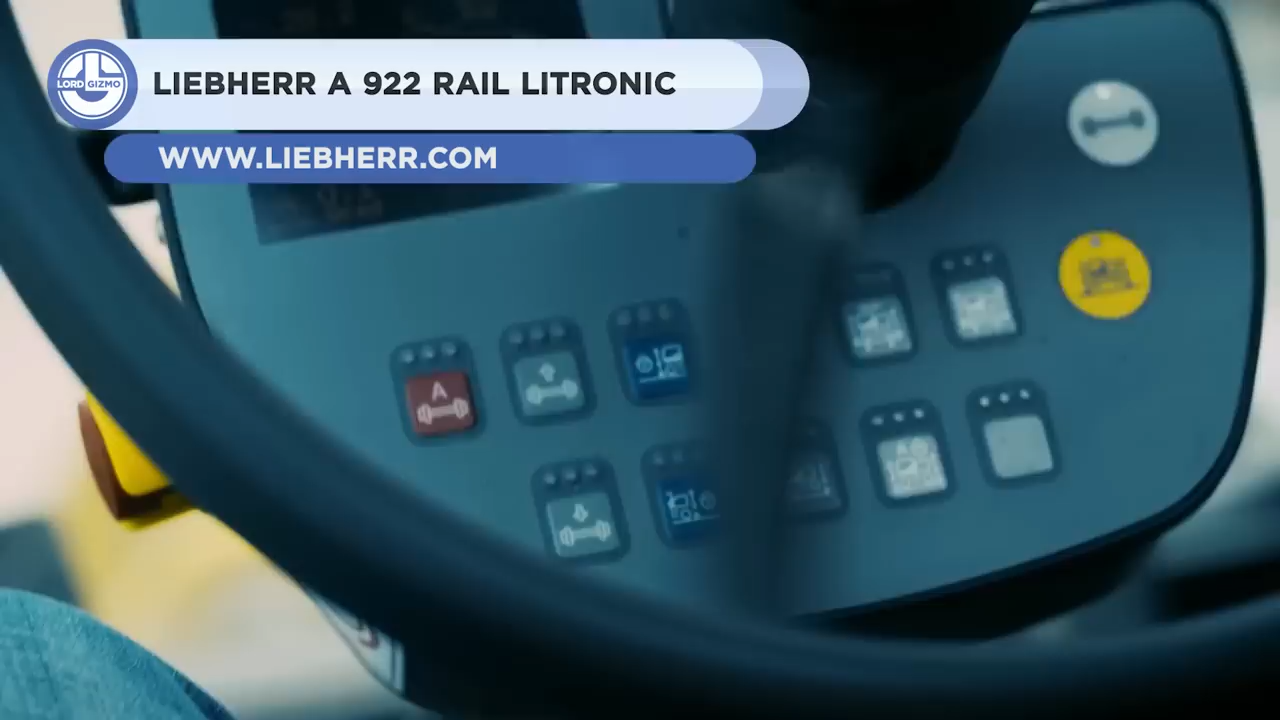 LORD GIZMO
LIEBHERR A 922 RAIL LITRONIC
WWW.LIEBHERR.COM
A